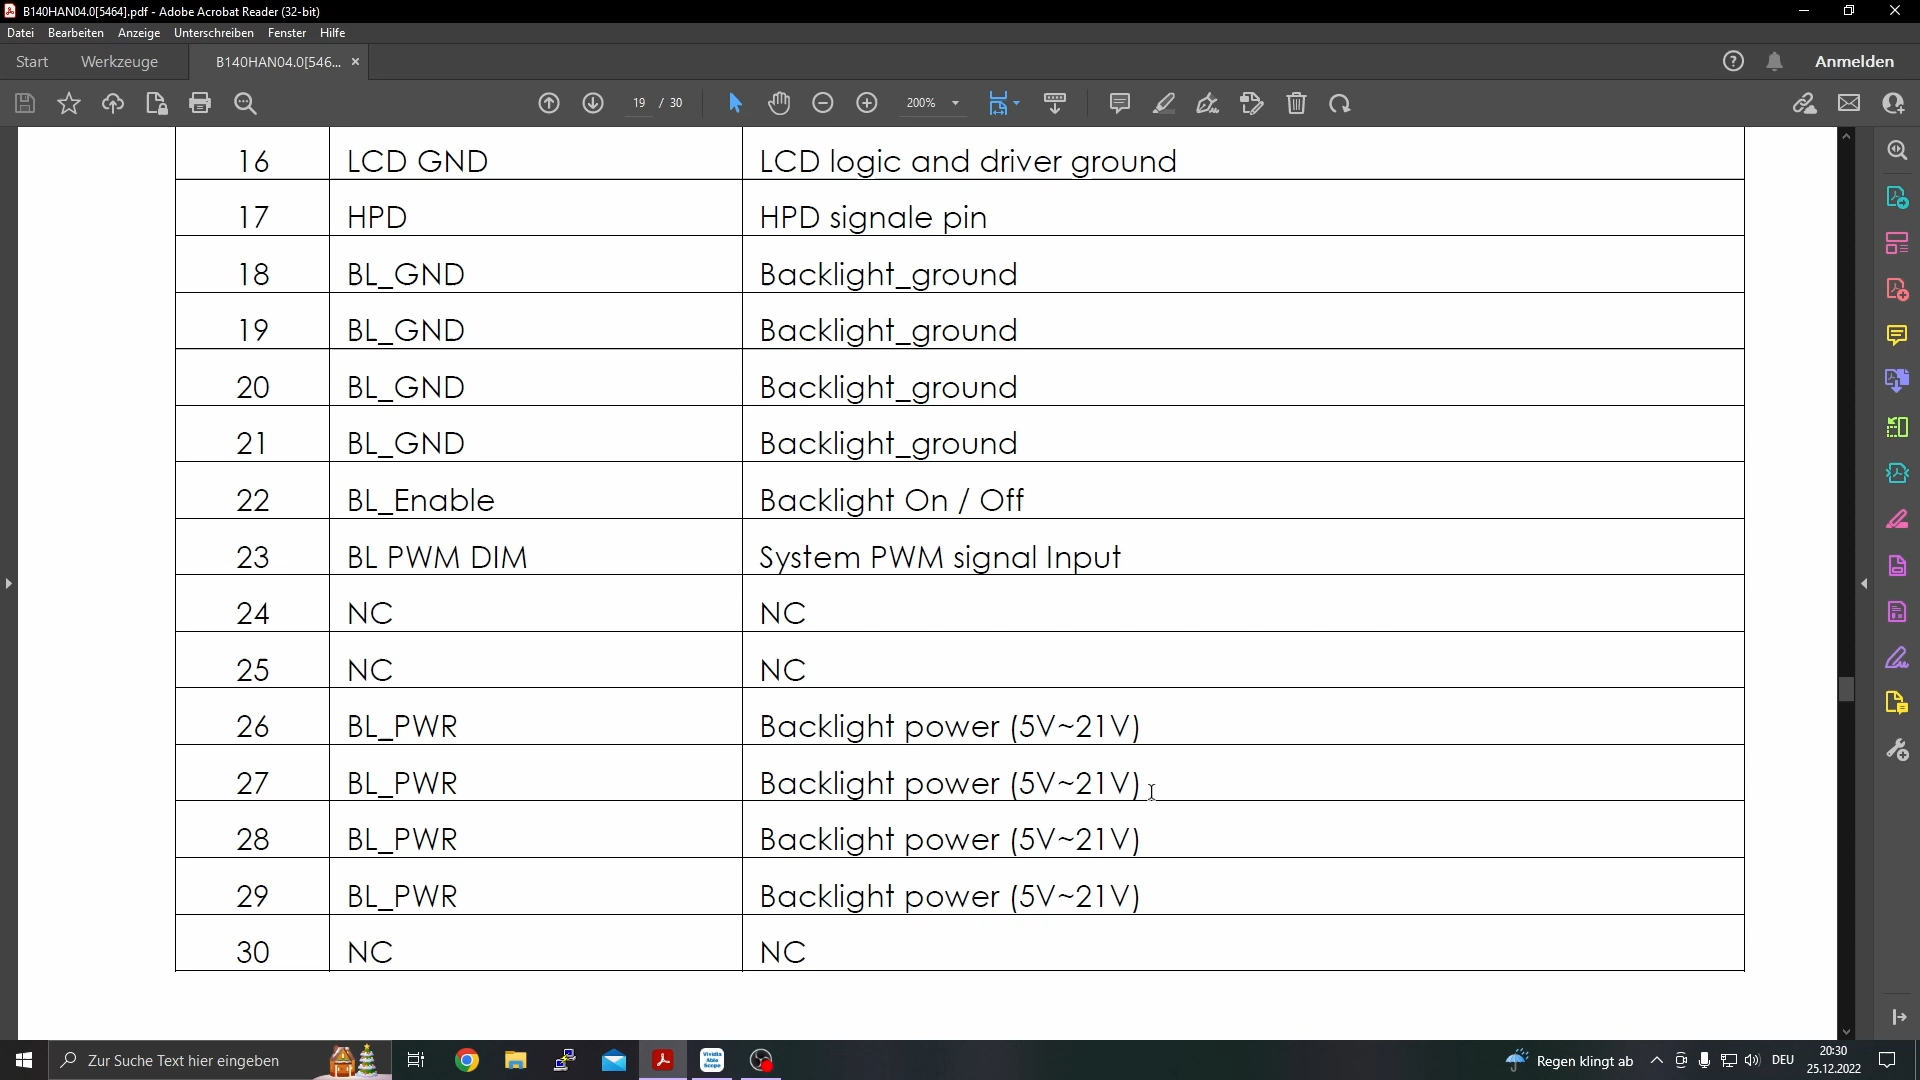 B140HAN04.0[5464].pdf - Adobe Acrobat Reader (32-bit)
Datei Bearbeiten Anzeige Unterschreiben Fenster Hilfe
Start Werkzeuge B140HAN04.0[546... × Anmelden
19 / 30 200%
16 LCD GND LCD logic and driver ground
17 HPD HPD signale pin
18 BL_GND Backlight_ground
19 BL_GND Backlight_ground
20 BL_GND Backlight_ground
21 BL_GND Backlight_ground
22 BL_Enable Backlight On / Off
23 BL PWM DIM System PWM signal Input
24 NC NC
25 NC NC
26 BL_PWR Backlight power (5V~21V)
27 BL_PWR Backlight power (5V~21V)
28 BL_PWR Backlight power (5V~21V)
29 BL_PWR Backlight power (5V~21V)
30 NC NC
Zur Suche Text hier eingeben Regen klingt ab DEU 20:30
25.12.2022